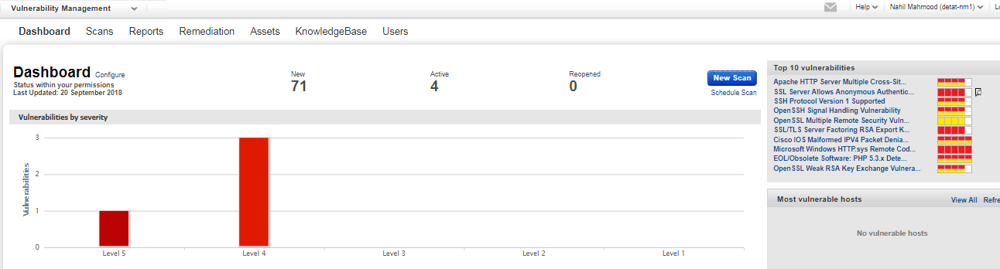 Vulnerability Management
Help
Nahil Mahmood (detat-nm1)
Dashboard Scans Reports Remediation Assets KnowledgeBase Users
Dashboard Configure
Status within your permissions
Last Updated: 20 September 2018
New
71
Active
4
Reopened
0
New Scan
Schedule Scan
Vulnerabilities by severity
Vulnerabilities
3
2
1
0
Level 5 Level 4 Level 3 Level 2 Level 1
Top 10 vulnerabilities
Apache HTTP Server Multiple Cross-Sit...
SSL Server Allows Anonymous Authentic...
SSH Protocol Version 1 Supported
OpenSSH Signal Handling Vulnerability
OpenSSL Multiple Remote Security Vuln...
SSL/TLS Server Factoring RSA Export K...
Cisco IOS Malformed IPV4 Packet Denia...
Microsoft Windows HTTP.sys Remote Cod...
EOL/Obsolete Software: PHP 5.3.x Dete...
OpenSSL Weak RSA Key Exchange Vulnera...
Most vulnerable hosts
View All Refre
No vulnerable hosts